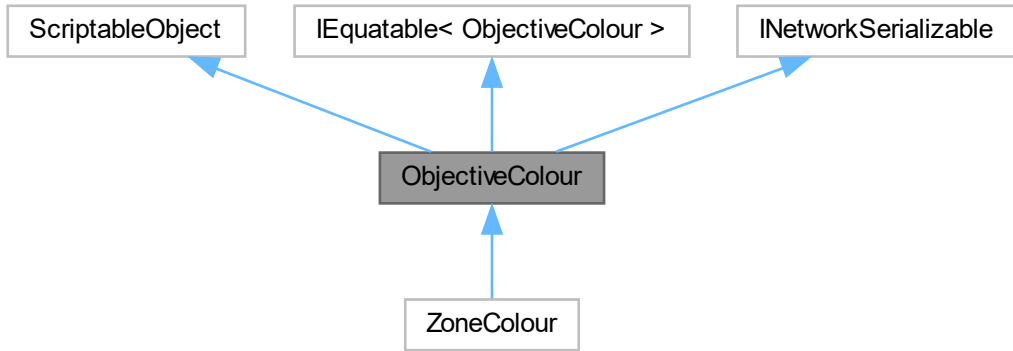 ScriptableObject
IEquatable< ObjectiveColour >
INetworkSerializable
ObjectiveColour
ZoneColour